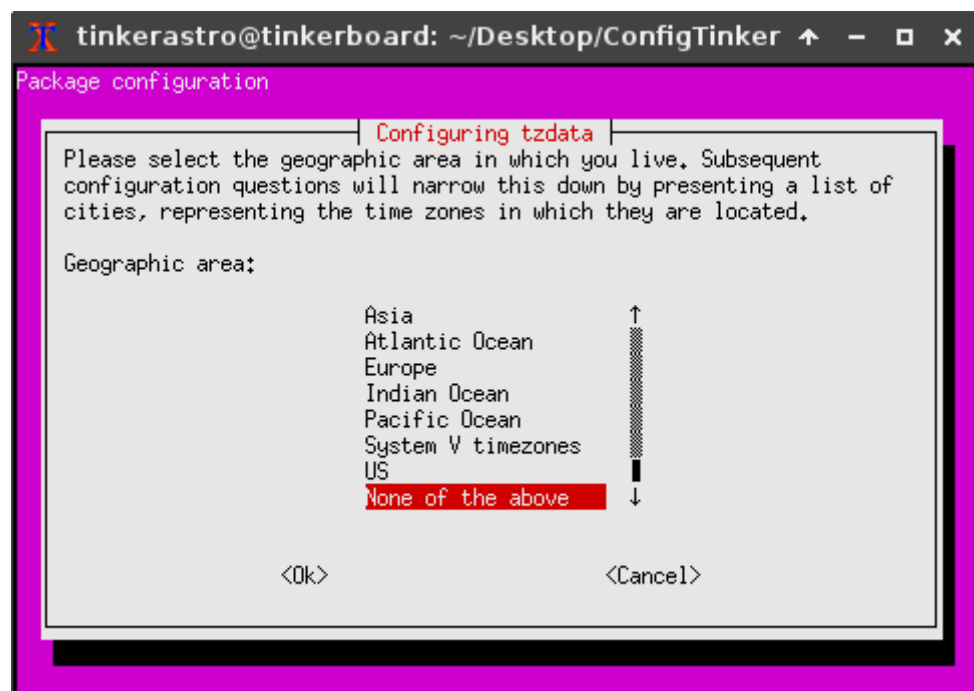 tinkerastro@tinkerboard: ~/Desktop/ConfigTinker
Package configuration
Configuring tzdata
Please select the geographic area in which you live. Subsequent
configuration questions will narrow this down by presenting a list of
cities, representing the time zones in which they are located.
Geographic area:
Asia
Atlantic Ocean
Europe
Indian Ocean
Pacific Ocean
System V timezones
US
None of the above
<Ok> <Cancel>